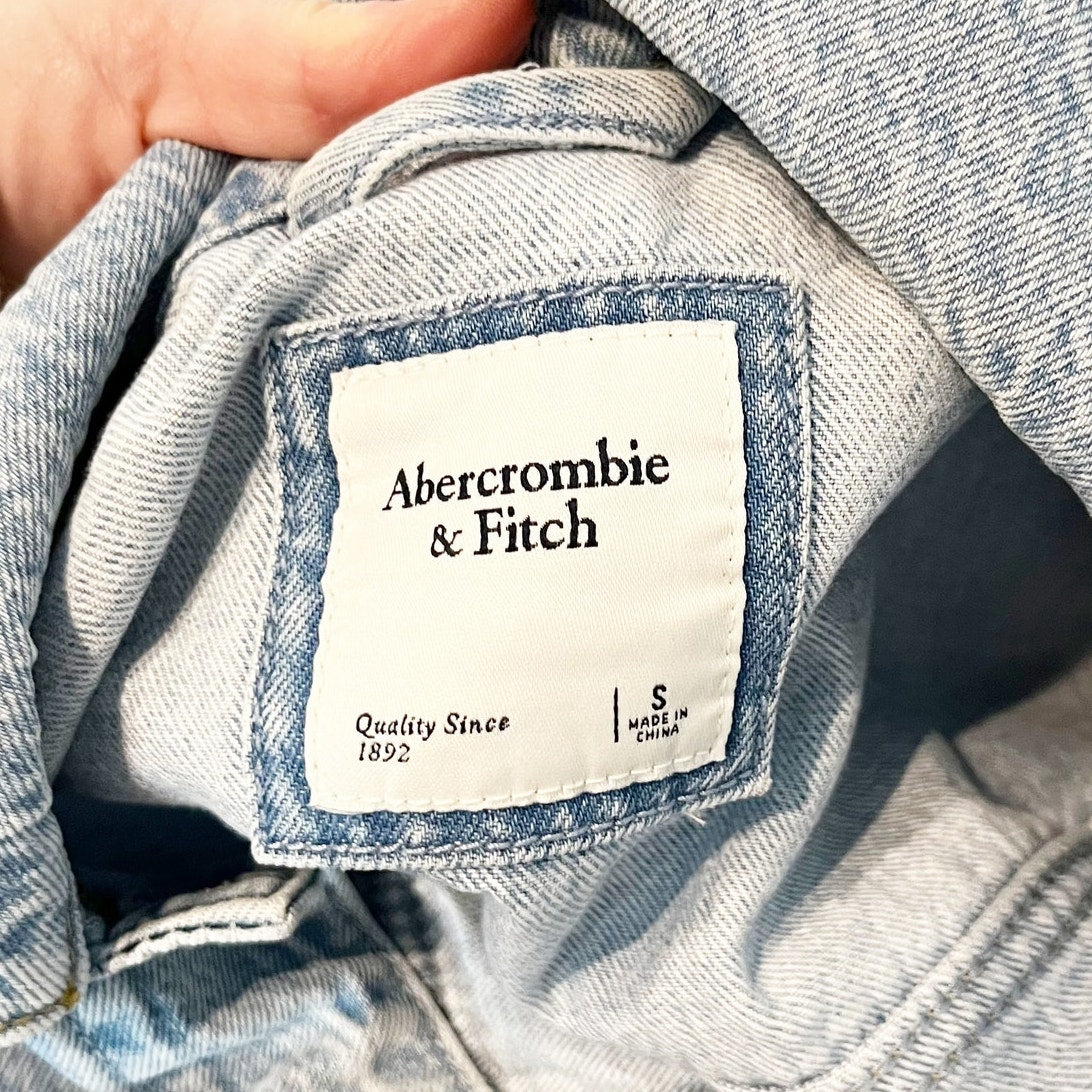 Abercrombie
& Fitch
Quality Since
1892
S
MADE IN
CHINA